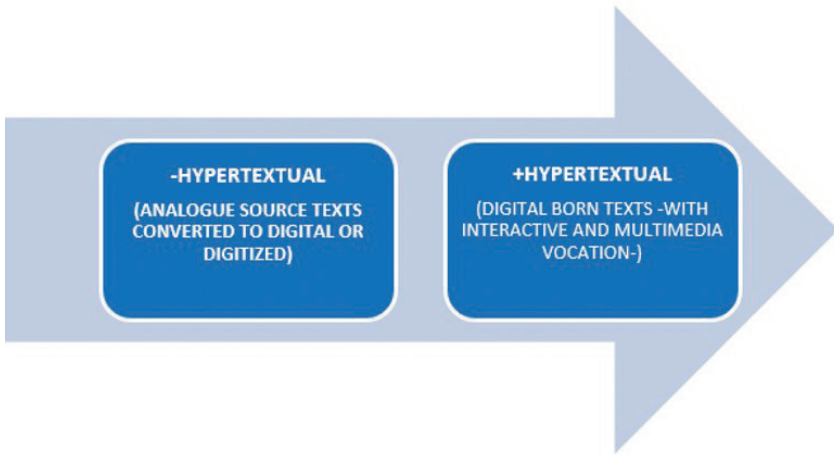 -HYPERTEXTUAL
(ANALOGUE SOURCE TEXTS
CONVERTED TO DIGITAL OR
DIGITIZED)
+HYPERTEXTUAL
(DIGITAL BORN TEXTS -WITH
INTERACTIVE AND MULTIMEDIA
VOCATION-)